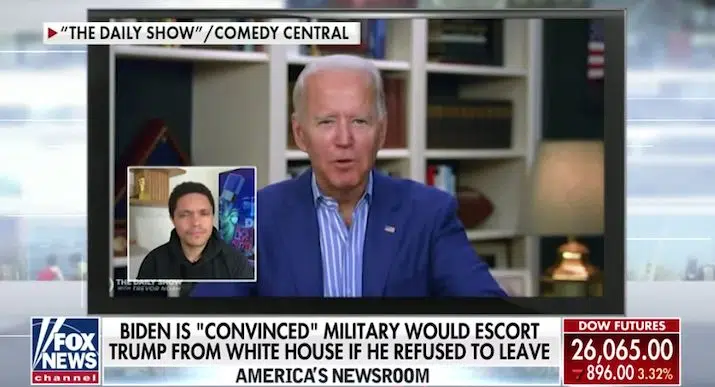 "THE DAILY SHOW"/COMEDY CENTRAL
THE DAILY SHOW
WITH TREVOR NOAH
FOX
NEWS
channel
BIDEN IS "CONVINCED" MILITARY WOULD ESCORT
TRUMP FROM WHITE HOUSE IF HE REFUSED TO LEAVE
AMERICA'S NEWSROOM
DOW FUTURES
26,065.00
896.00 3.32%